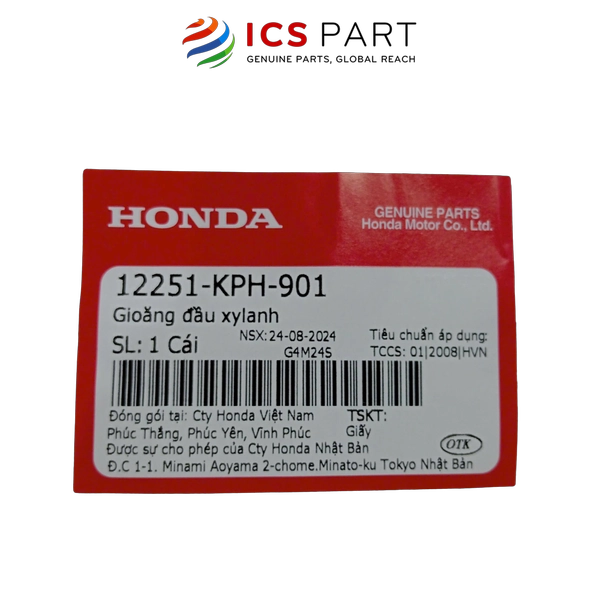 ICS PART
GENUINE PARTS, GLOBAL REACH
HONDA
GENUINE PARTS
Honda Motor Co., Ltd.
12251-KPH-901
Gioăng đầu xylanh
SL: 1 Cái
NSX: 24-08-2024
G4M24S
Tiêu chuẩn áp dụng:
TCCS: 01|2008|HVN
Đóng gói tại: Cty Honda Việt Nam
TSKT:
Phúc Thắng, Phúc Yên, Vĩnh Phúc
Giấy
Được sự cho phép của Cty Honda Nhật Bản
OTK
Đ.C 1-1. Minami Aoyama 2-chome.Minato-ku Tokyo Nhật Bản